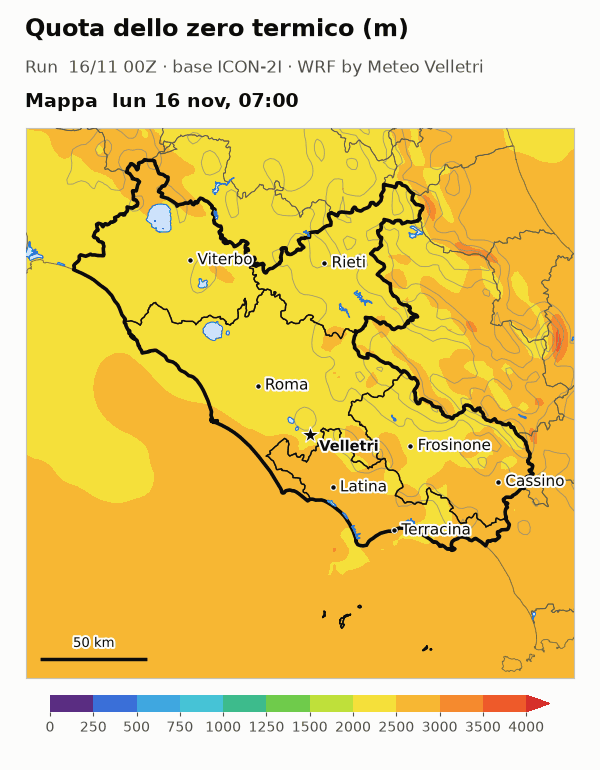 Quota dello zero termico (m)
Run  16/11 00Z · base ICON-2I · WRF by Meteo Velletri
Mappa  lun 16 nov, 07:00
Viterbo
Rieti
Roma
Velletri
Frosinone
Latina
Cassino
Terracina
50 km
0 250 500 750 1000 1250 1500 2000 2500 3000 3500 4000